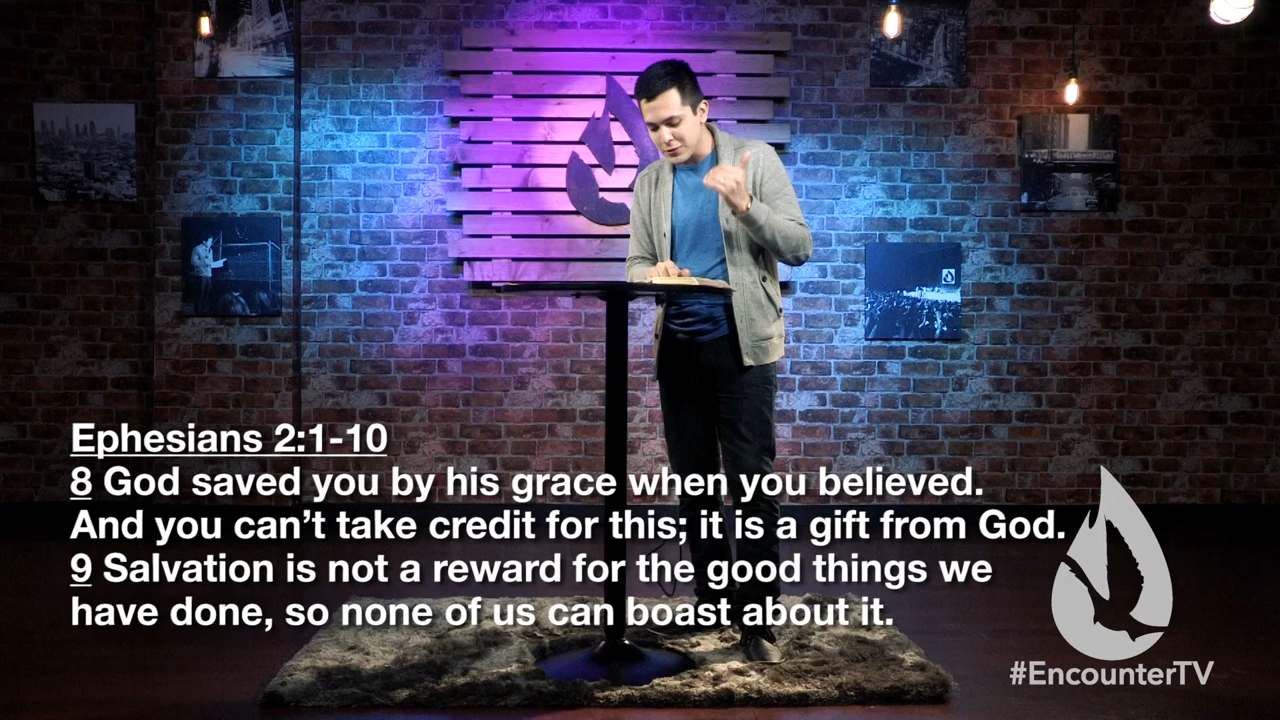 Ephesians 2:1-10
8 God saved you by his grace when you believed.
And you can’t take credit for this; it is a gift from God.
9 Salvation is not a reward for the good things we
have done, so none of us can boast about it.
#EncounterTV